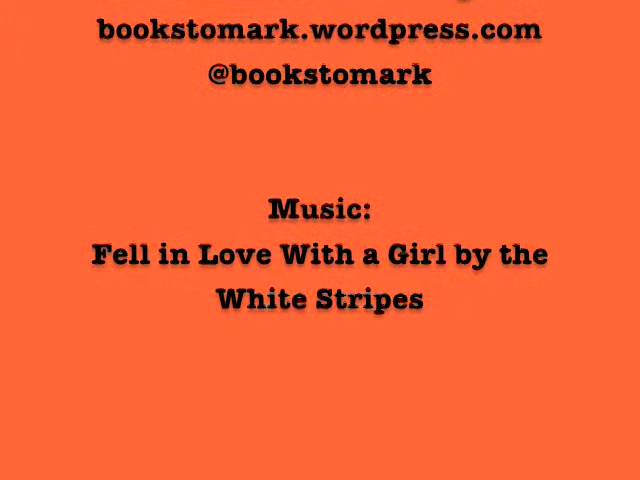 bookstomark.wordpress.com
@bookstomark
Music:
Fell in Love With a Girl by the
White Stripes